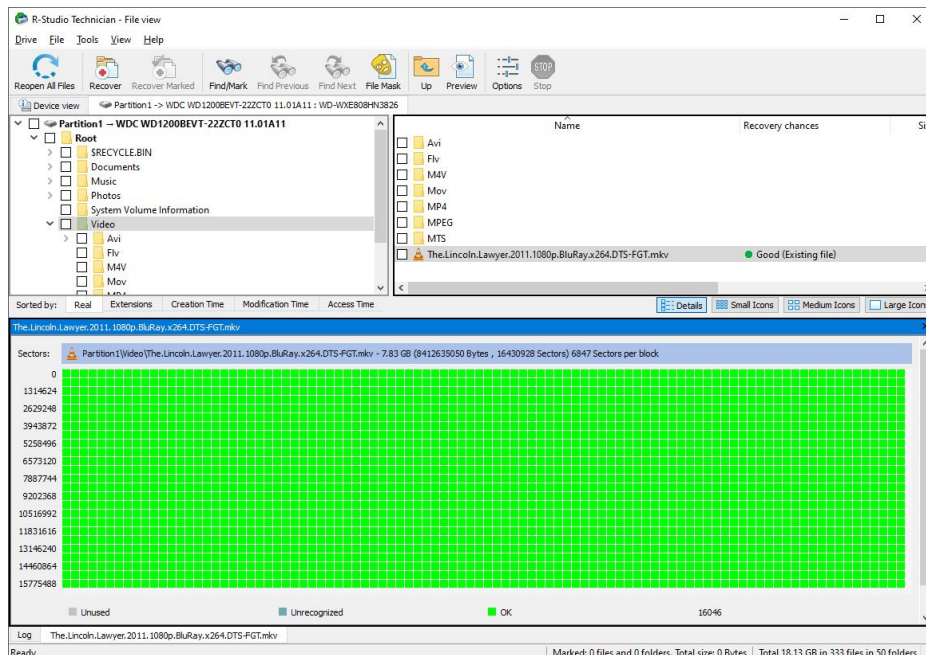 R-Studio Technician - File view
Drive File Tools View Help
Reopen All Files Recover Recover Marked Find/Mark Find Previous Find Next File Mask Up Preview Options Stop
STOP
Device view Partition1 -> WDC WD1200BEVT-22ZCT0 11.01A11 : WD-WXE808HN3826
Partition1 → WDC WD1200BEVT-22ZCT0 11.01A11
Root
$RECYCLE.BIN
Documents
Music
Photos
System Volume Information
Video
Avi
Flv
M4V
Mov
MP4
Name Recovery chances Si
Avi
Flv
M4V
Mov
MP4
MPEG
MTS
The.Lincoln.Lawyer.2011.1080p.BluRay.x264.DTS-FGT.mkv Good (Existing file)
Sorted by: Real Extensions Creation Time Modification Time Access Time Details Small Icons Medium Icons Large Icons
The.Lincoln.Lawyer.2011.1080p.BluRay.x264.DTS-FGT.mkv
Sectors: Partition1\Video\The.Lincoln.Lawyer.2011.1080p.BluRay.x264.DTS-FGT.mkv - 7.83 GB (8412635050 Bytes , 16430928 Sectors) 6847 Sectors per block
0
1314624
2629248
3943872
5258496
6573120
7887744
9202368
10516992
11831616
13146240
14460864
15775488
Unused Unrecognized OK 16046
Log The.Lincoln.Lawyer.2011.1080p.BluRay.x264.DTS-FGT.mkv
Ready Marked: 0 files and 0 folders. Total size: 0 Bytes Total 18.13 GB in 333 files in 50 folders